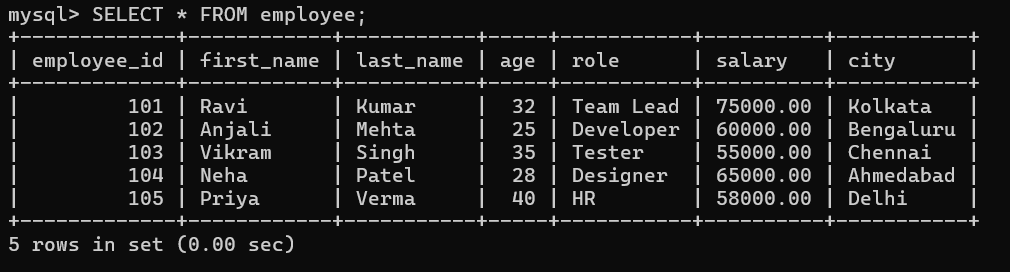 mysql> SELECT * FROM employee;
+-------------+------------+-----------+-----+-----------+----------+-----------+
| employee_id | first_name | last_name | age | role      | salary   | city      |
+-------------+------------+-----------+-----+-----------+----------+-----------+
|         101 | Ravi       | Kumar     |  32 | Team Lead | 75000.00 | Kolkata   |
|         102 | Anjali     | Mehta     |  25 | Developer | 60000.00 | Bengaluru |
|         103 | Vikram     | Singh     |  35 | Tester    | 55000.00 | Chennai   |
|         104 | Neha       | Patel     |  28 | Designer  | 65000.00 | Ahmedabad |
|         105 | Priya      | Verma     |  40 | HR        | 58000.00 | Delhi     |
+-------------+------------+-----------+-----+-----------+----------+-----------+
5 rows in set (0.00 sec)